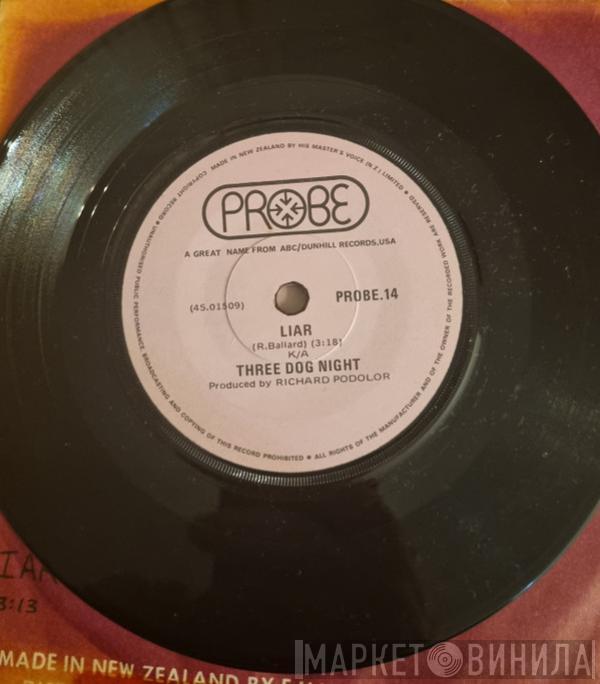 COPYRIGHT RECORD ● MADE IN NEW ZEALAND BY HIS MASTER'S VOICE (N Z) LIMITED ●
PROBE
A GREAT NAME FROM ABC/DUNHILL RECORDS,USA
(45.01509)
PROBE.14
LIAR
(R.Ballard) (3:18)
K/A
THREE DOG NIGHT
Produced by RICHARD PODOLOR
UNAUTHORISED PUBLIC PERFORMANCE, BROADCASTING AND COPYING OF THIS RECORD PROHIBITED ● ALL RIGHTS OF THE MANUFACTURER AND OF THE OWNER OF THE RECORDED WORK ARE RESERVED
3:13
MADE IN NEW ZEALAND BY
МАРКЕТ ВИНИЛА